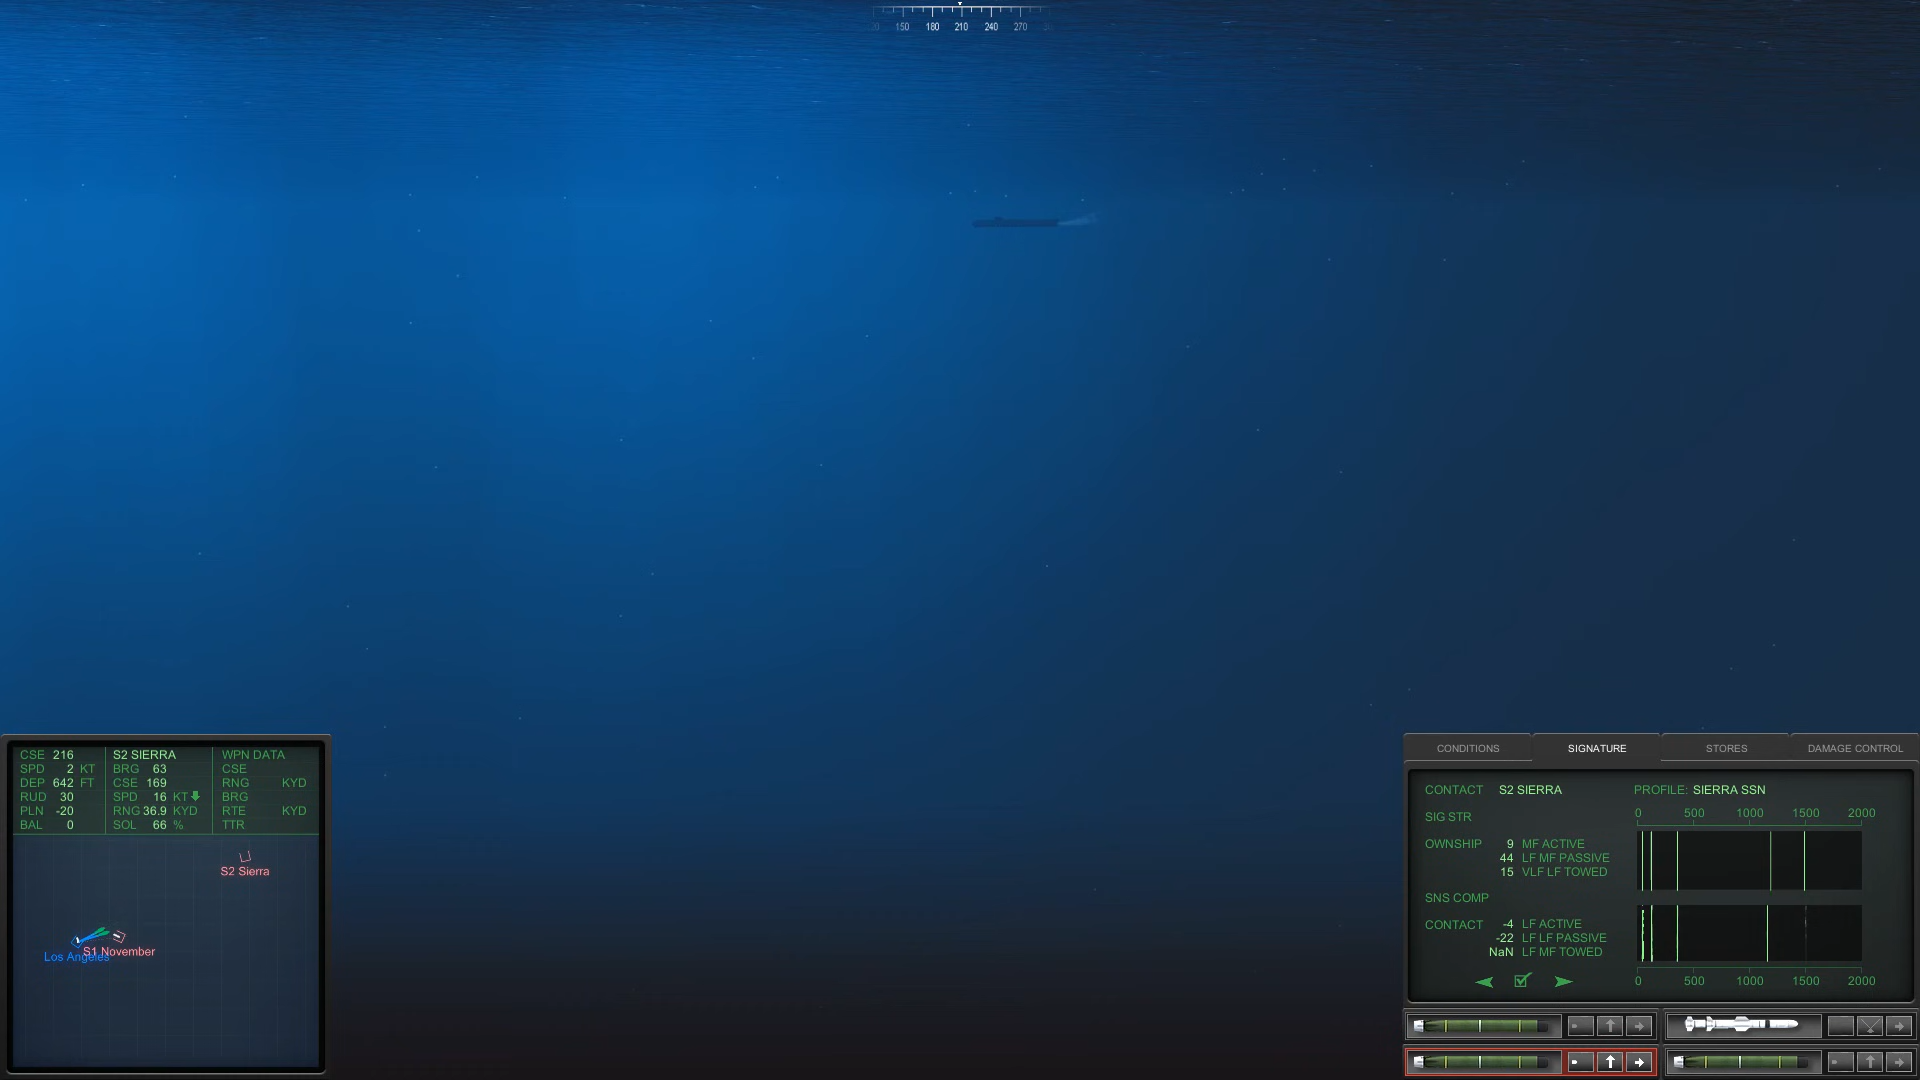 150 180 210 240 270
CSE 216
SPD 2 KT
DEP 642 FT
RUD 30
PLN -20
BAL 0
S2 SIERRA
BRG 63
CSE 169
SPD 16 KT
RNG 36.9 KYD
SOL 66 %
WPN DATA
CSE
RNG KYD
BRG
RTE KYD
TTR
S2 Sierra
S1 November
Los Angeles
CONDITIONS SIGNATURE STORES DAMAGE CONTROL
CONTACT S2 SIERRA
SIG STR
OWNSHIP 9 MF ACTIVE
44 LF MF PASSIVE
15 VLF LF TOWED
SNS COMP
CONTACT -4 LF ACTIVE
-22 LF LF PASSIVE
NaN LF MF TOWED
PROFILE: SIERRA SSN
0 500 1000 1500 2000
0 500 1000 1500 2000